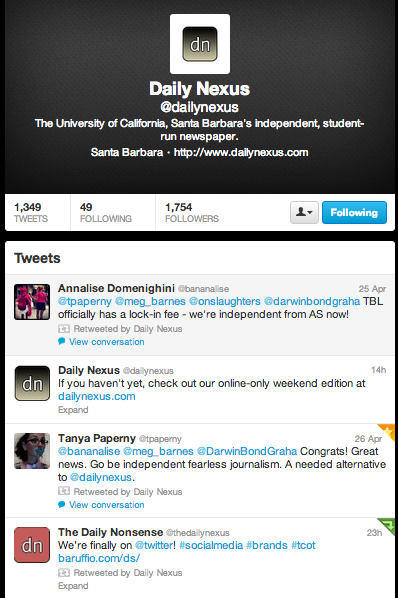 dn
Daily Nexus
@dailynexus
The University of California, Santa Barbara's independent, student-
run newspaper.
Santa Barbara · http://www.dailynexus.com
1,349 49 1,754
TWEETS FOLLOWING FOLLOWERS
Following
Tweets
Annalise Domenighini @bananalise 25 Apr
@tpaperny @meg_barnes @onslaughters @darwinbondgraha TBL
officially has a lock-in fee - we're independent from AS now!
Retweeted by Daily Nexus
View conversation
dn
Daily Nexus @dailynexus 14h
If you haven't yet, check out our online-only weekend edition at
dailynexus.com
Expand
Tanya Paperny @tpaperny 26 Apr
@bananalise @meg_barnes @DarwinBondGraha Congrats! Great
news. Go be independent fearless journalism. A needed alternative
to @dailynexus.
Retweeted by Daily Nexus
View conversation
dn
The Daily Nonsense @thedailynexus 23h
We're finally on @twitter! #socialmedia #brands #tcot
baruffio.com/ds/
Retweeted by Daily Nexus
Expand